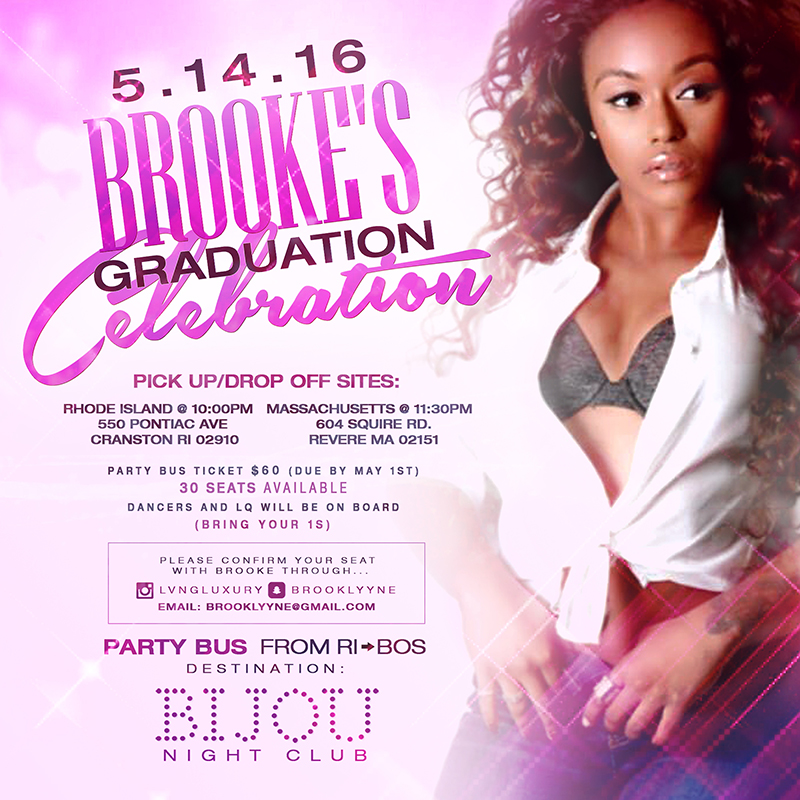 5.14.16
BROOKE'S
GRADUATION
Celebration
PICK UP/DROP OFF SITES:
RHODE ISLAND @ 10:00PM
550 PONTIAC AVE
CRANSTON RI 02910
MASSACHUSETTS @ 11:30PM
604 SQUIRE RD.
REVERE MA 02151
PARTY BUS TICKET $60 (DUE BY MAY 1ST)
30 SEATS AVAILABLE
DANCERS AND LQ WILL BE ON BOARD
(BRING YOUR 1S)
PLEASE CONFIRM YOUR SEAT
WITH BROOKE THROUGH...
LVNGLUXURY BROOKLYYNE
EMAIL: BROOKLYYNE@GMAIL.COM
PARTY BUS FROM RI➞BOS
DESTINATION:
BIJOU
NIGHT CLUB